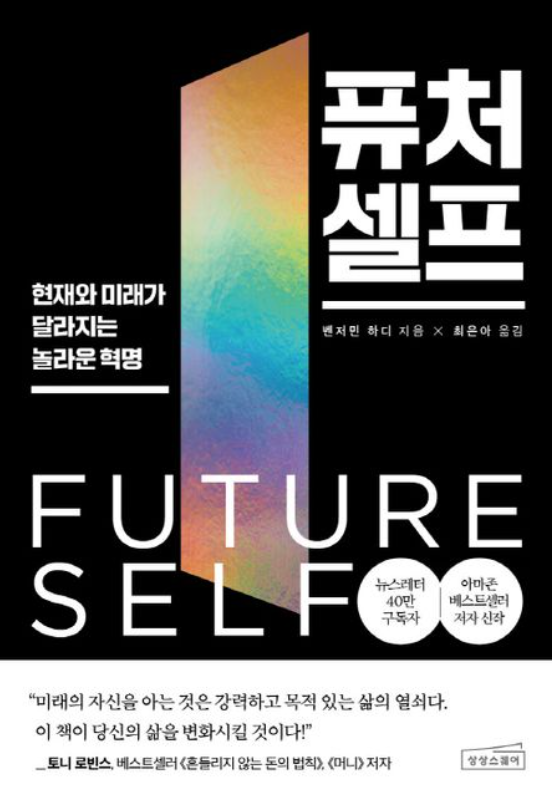 퓨처
셀프
벤저민 하디 지음 × 최은아 옮김
현재와 미래가
달라지는
놀라운 혁명
FUTURE
SELF
뉴스레터
40만
구독자
아마존
베스트셀러
저자 신작
“미래의 자신을 아는 것은 강력하고 목적 있는 삶의 열쇠다.
이 책이 당신의 삶을 변화시킬 것이다!”
_토니 로빈스, 베스트셀러 《흔들리지 않는 돈의 법칙》, 《머니》 저자
상상스퀘어